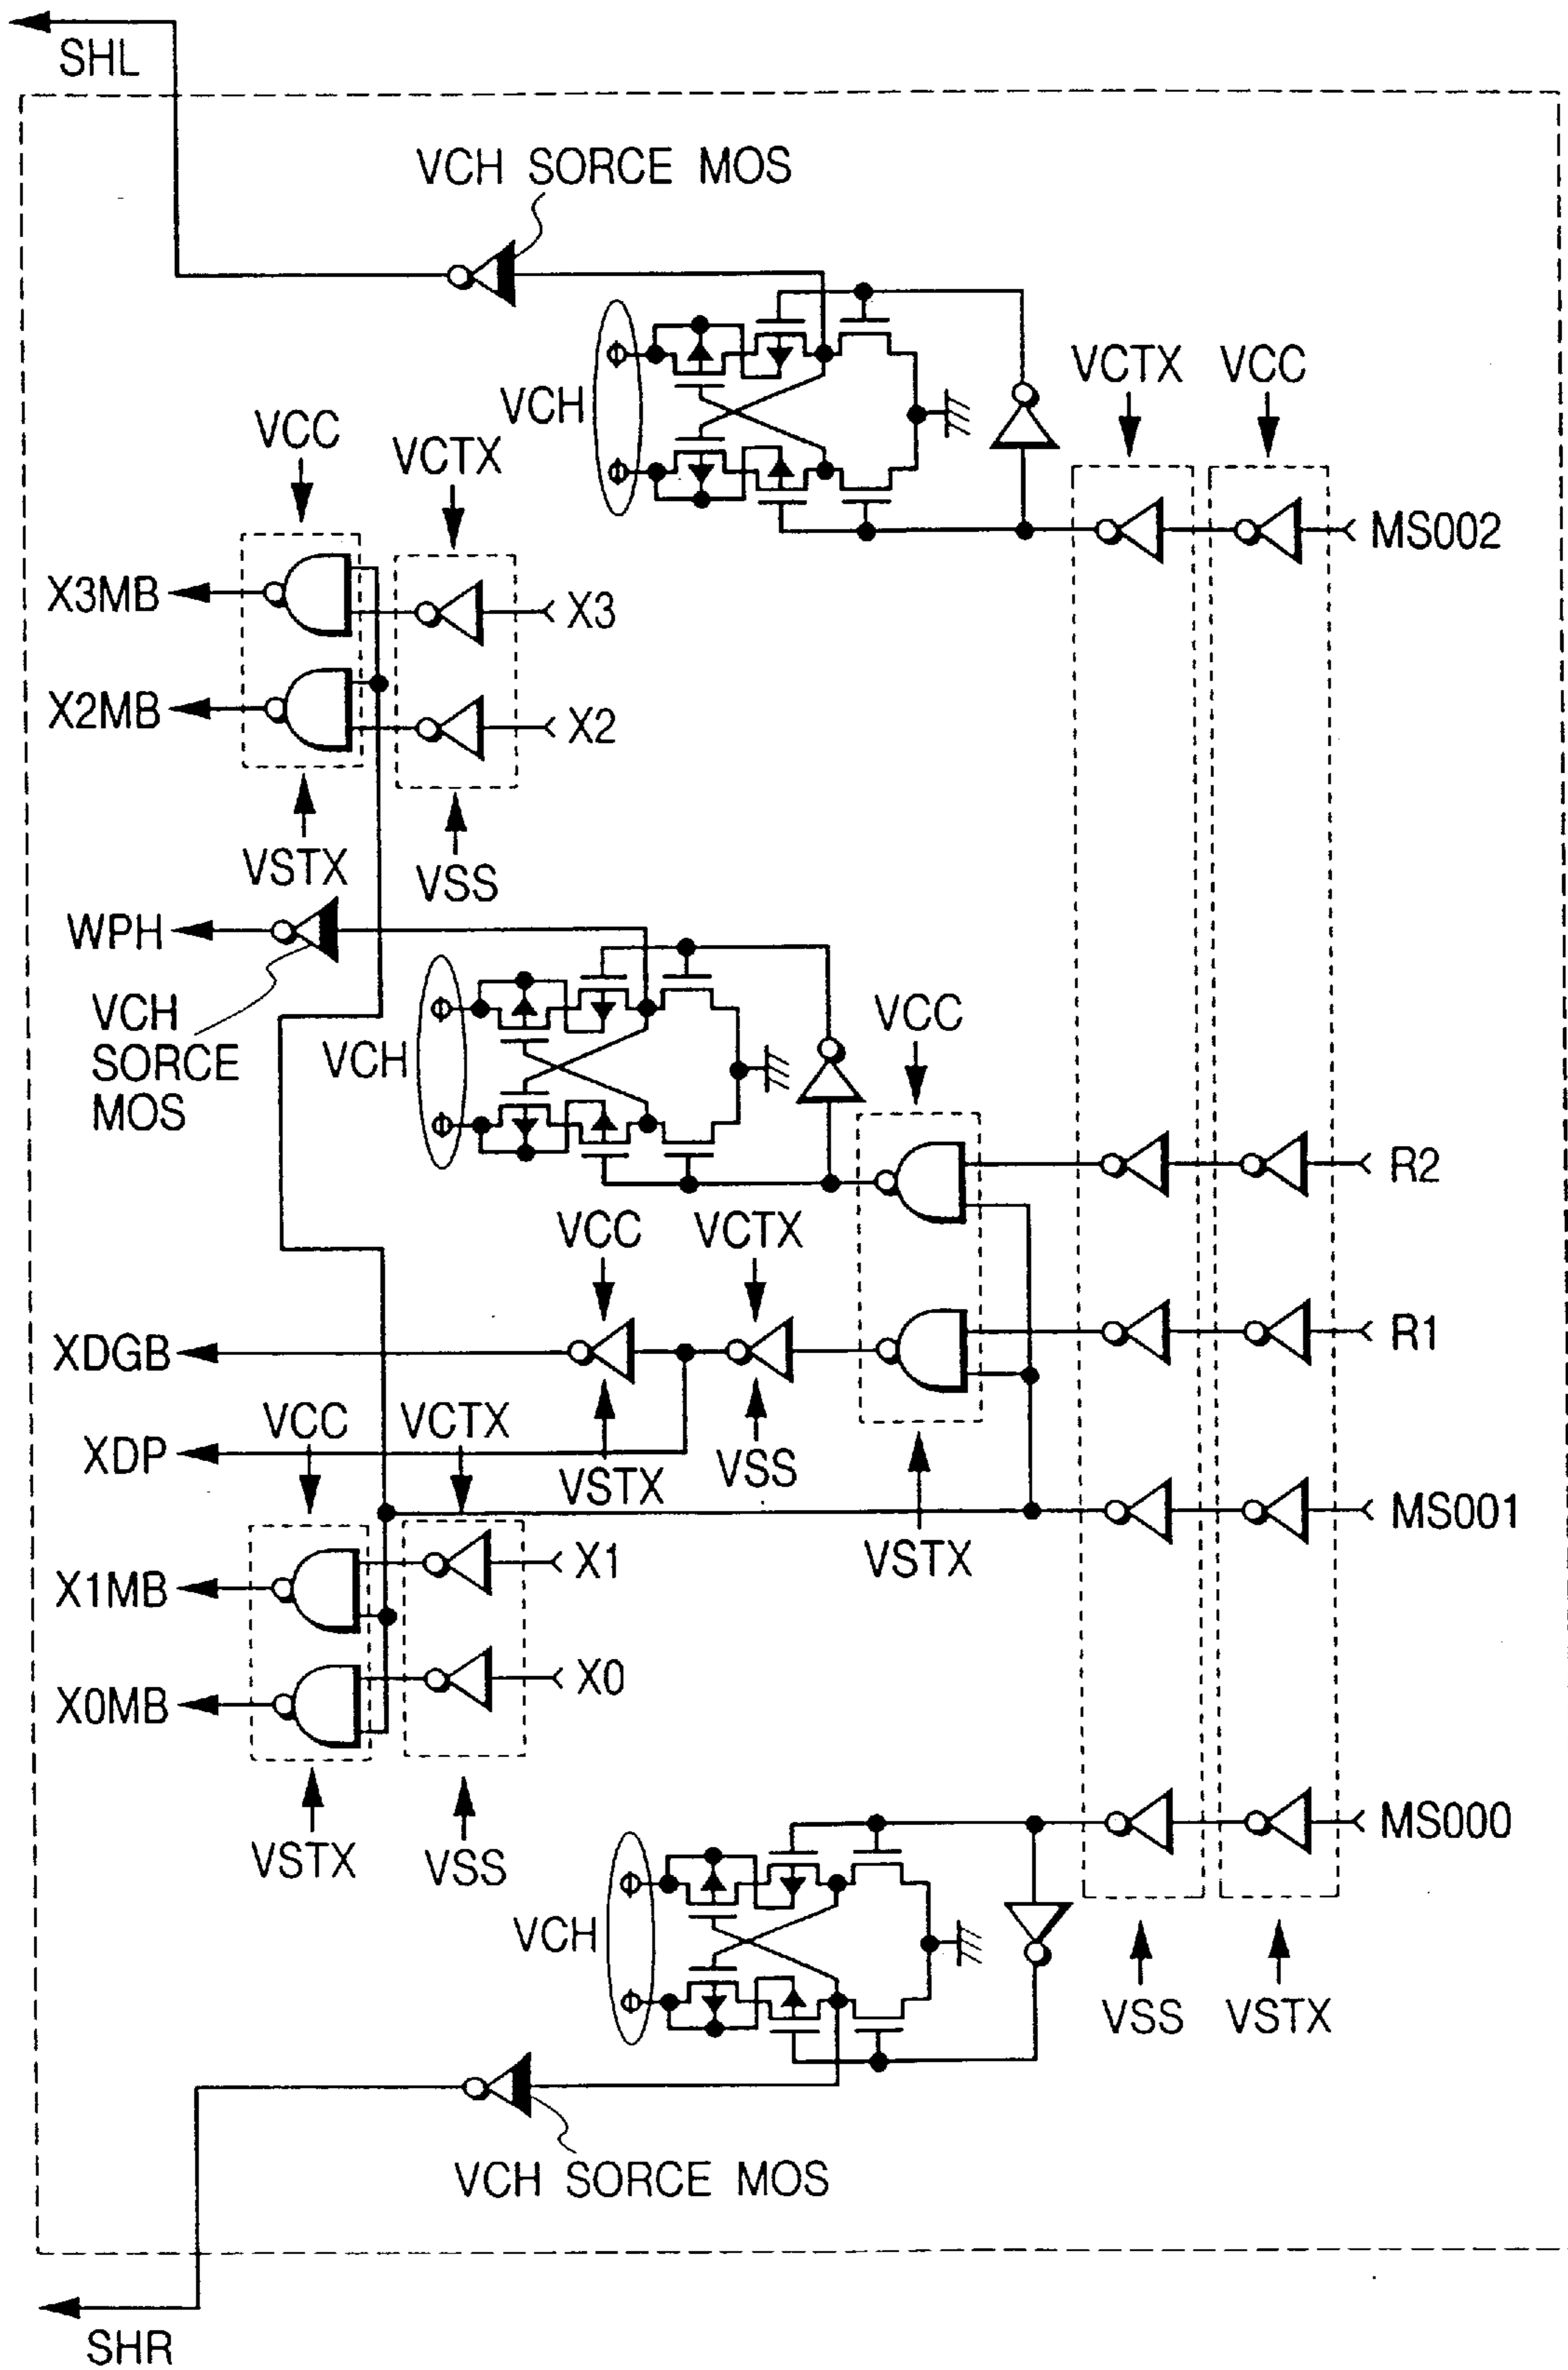 SHL
VCH SORCE MOS
VCTX
VCC
VCH
VCC
VCTX
MS002
X3MB
X3
X2MB
X2
VSTX
VSS
WPH
VCH
SORCE
MOS
VCH
VCC
R2
VCC
VCTX
XDGB
R1
VCC
VCTX
XDP
VSTX
VSS
MS001
X1
VSTX
X1MB
X0
X0MB
MS000
VSTX
VSS
VCH
VSS
VSTX
VCH SORCE MOS
SHR